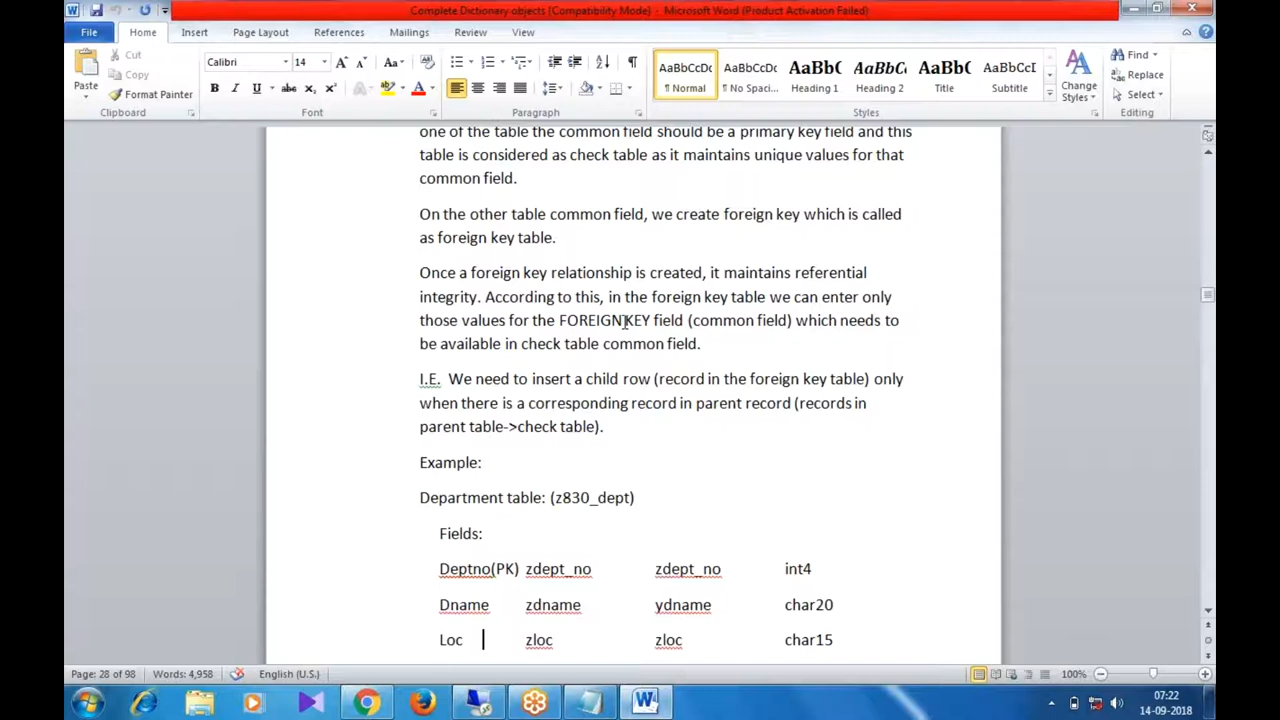 Complete Dictionary objects [Compatibility Mode] - Microsoft Word (Product Activation Failed)
File Home Insert Page Layout References Mailings Review View
Paste
Cut
Copy
Format Painter
Clipboard
Calibri 14
B I U abc
Font
Paragraph
AaBbCcDc AaBbCcDc AaBbC AaBbCc AaBb( AaBbCcI
¶ Normal ¶ No Spaci... Heading 1 Heading 2 Title Subtitle
Change Styles
Styles
Find
Replace
Select
Editing
one of the table the common field should be a primary key field and this
table is considered as check table as it maintains unique values for that
common field.
On the other table common field, we create foreign key which is called
as foreign key table.
Once a foreign key relationship is created, it maintains referential
integrity. According to this, in the foreign key table we can enter only
those values for the FOREIGN KEY field (common field) which needs to
be available in check table common field.
I.E. We need to insert a child row (record in the foreign key table) only
when there is a corresponding record in parent record (records in
parent table->check table).
Example:
Department table: (z830_dept)
Fields:
Deptno(PK) zdept_no zdept_no int4
Dname zdname ydname char20
Loc zloc zloc char15
Page: 28 of 98 Words: 4,958 English (U.S.) 100%
07:22
14-09-2018